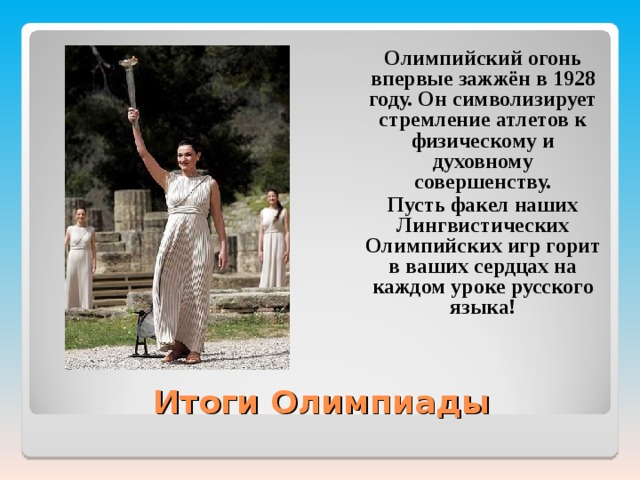 Олимпийский огонь
впервые зажжён в 1928
году. Он символизирует
стремление атлетов к
физическому и
духовному
совершенству.
Пусть факел наших
Лингвистических
Олимпийских игр горит
в ваших сердцах на
каждом уроке русского
языка!
Итоги Олимпиады